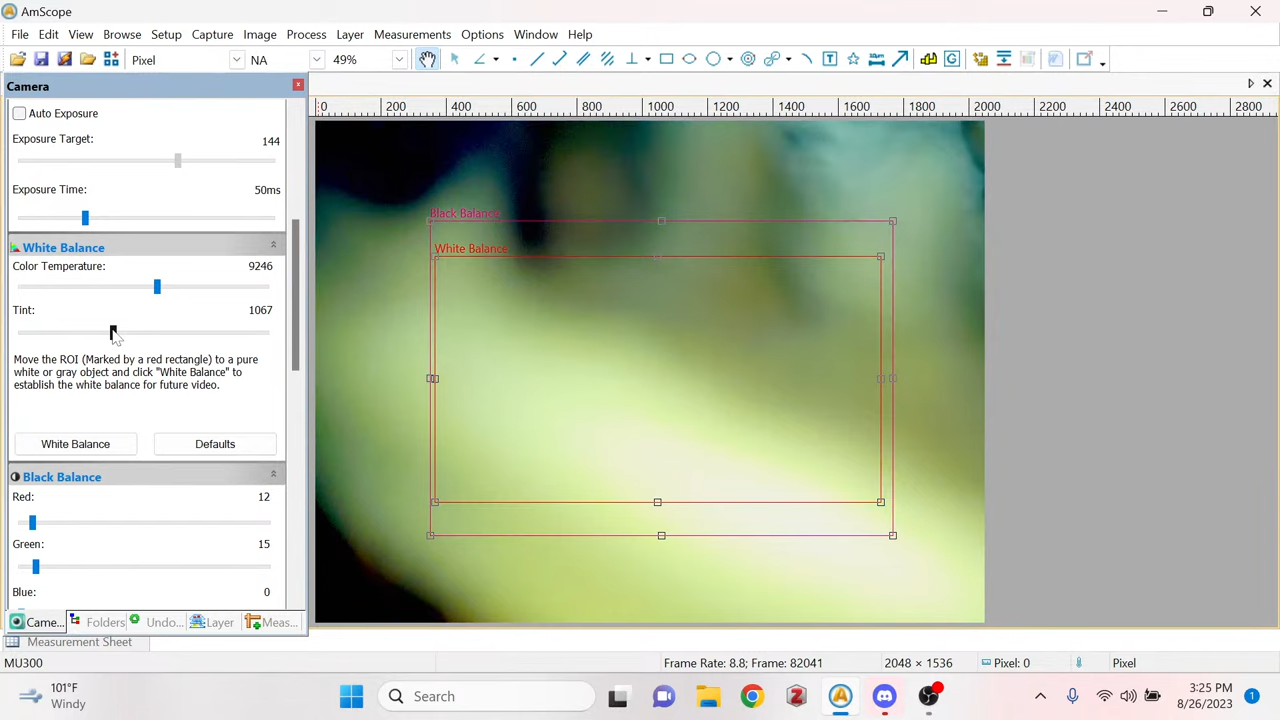 AmScope
File Edit View Browse Setup Capture Image Process Layer Measurements Options Window Help
Pixel NA 49%
Camera
0 200 400 600 800 1000 1200 1400 1600 1800 2000 2200 2400 2600 2800
Auto Exposure
Exposure Target: 144
Exposure Time: 50ms
White Balance
Color Temperature: 9246
Tint: 1067
Move the ROI (Marked by a red rectangle) to a pure
white or gray object and click "White Balance" to
establish the white balance for future video.
White Balance Defaults
Black Balance
Red: 12
Green: 15
Blue: 0
Black Balance
White Balance
Came... Folders Undo... Layer Meas...
Measurement Sheet
MU300 Frame Rate: 8.8; Frame: 82041 2048 × 1536 Pixel: 0 Pixel
101°F
Windy
Search
3:25 PM
8/26/2023
1